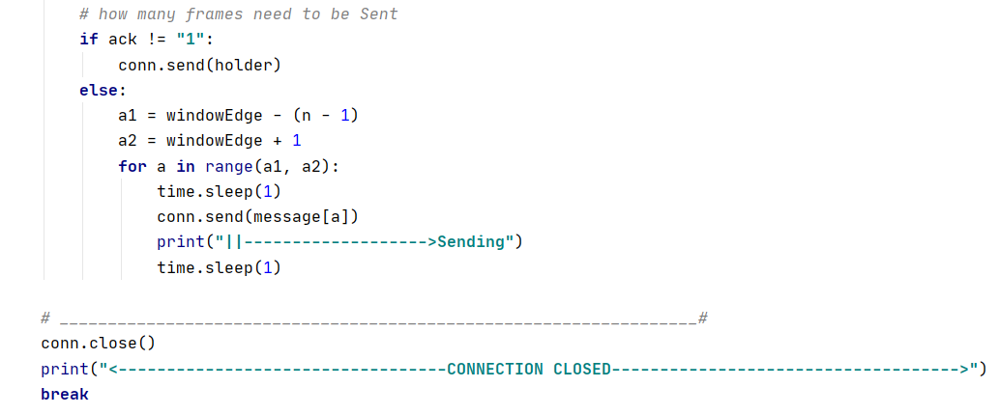 # how many frames need to be Sent
if ack != "1":
conn.send(holder)
else:
a1 = windowEdge - (n - 1)
a2 = windowEdge + 1
for a in range(a1, a2):
time.sleep(1)
conn.send(message[a])
print("||------------------->Sending")
time.sleep(1)
# __________________________________________________________________#
conn.close()
print("<----------------------------------CONNECTION CLOSED------------------------------------>")
break